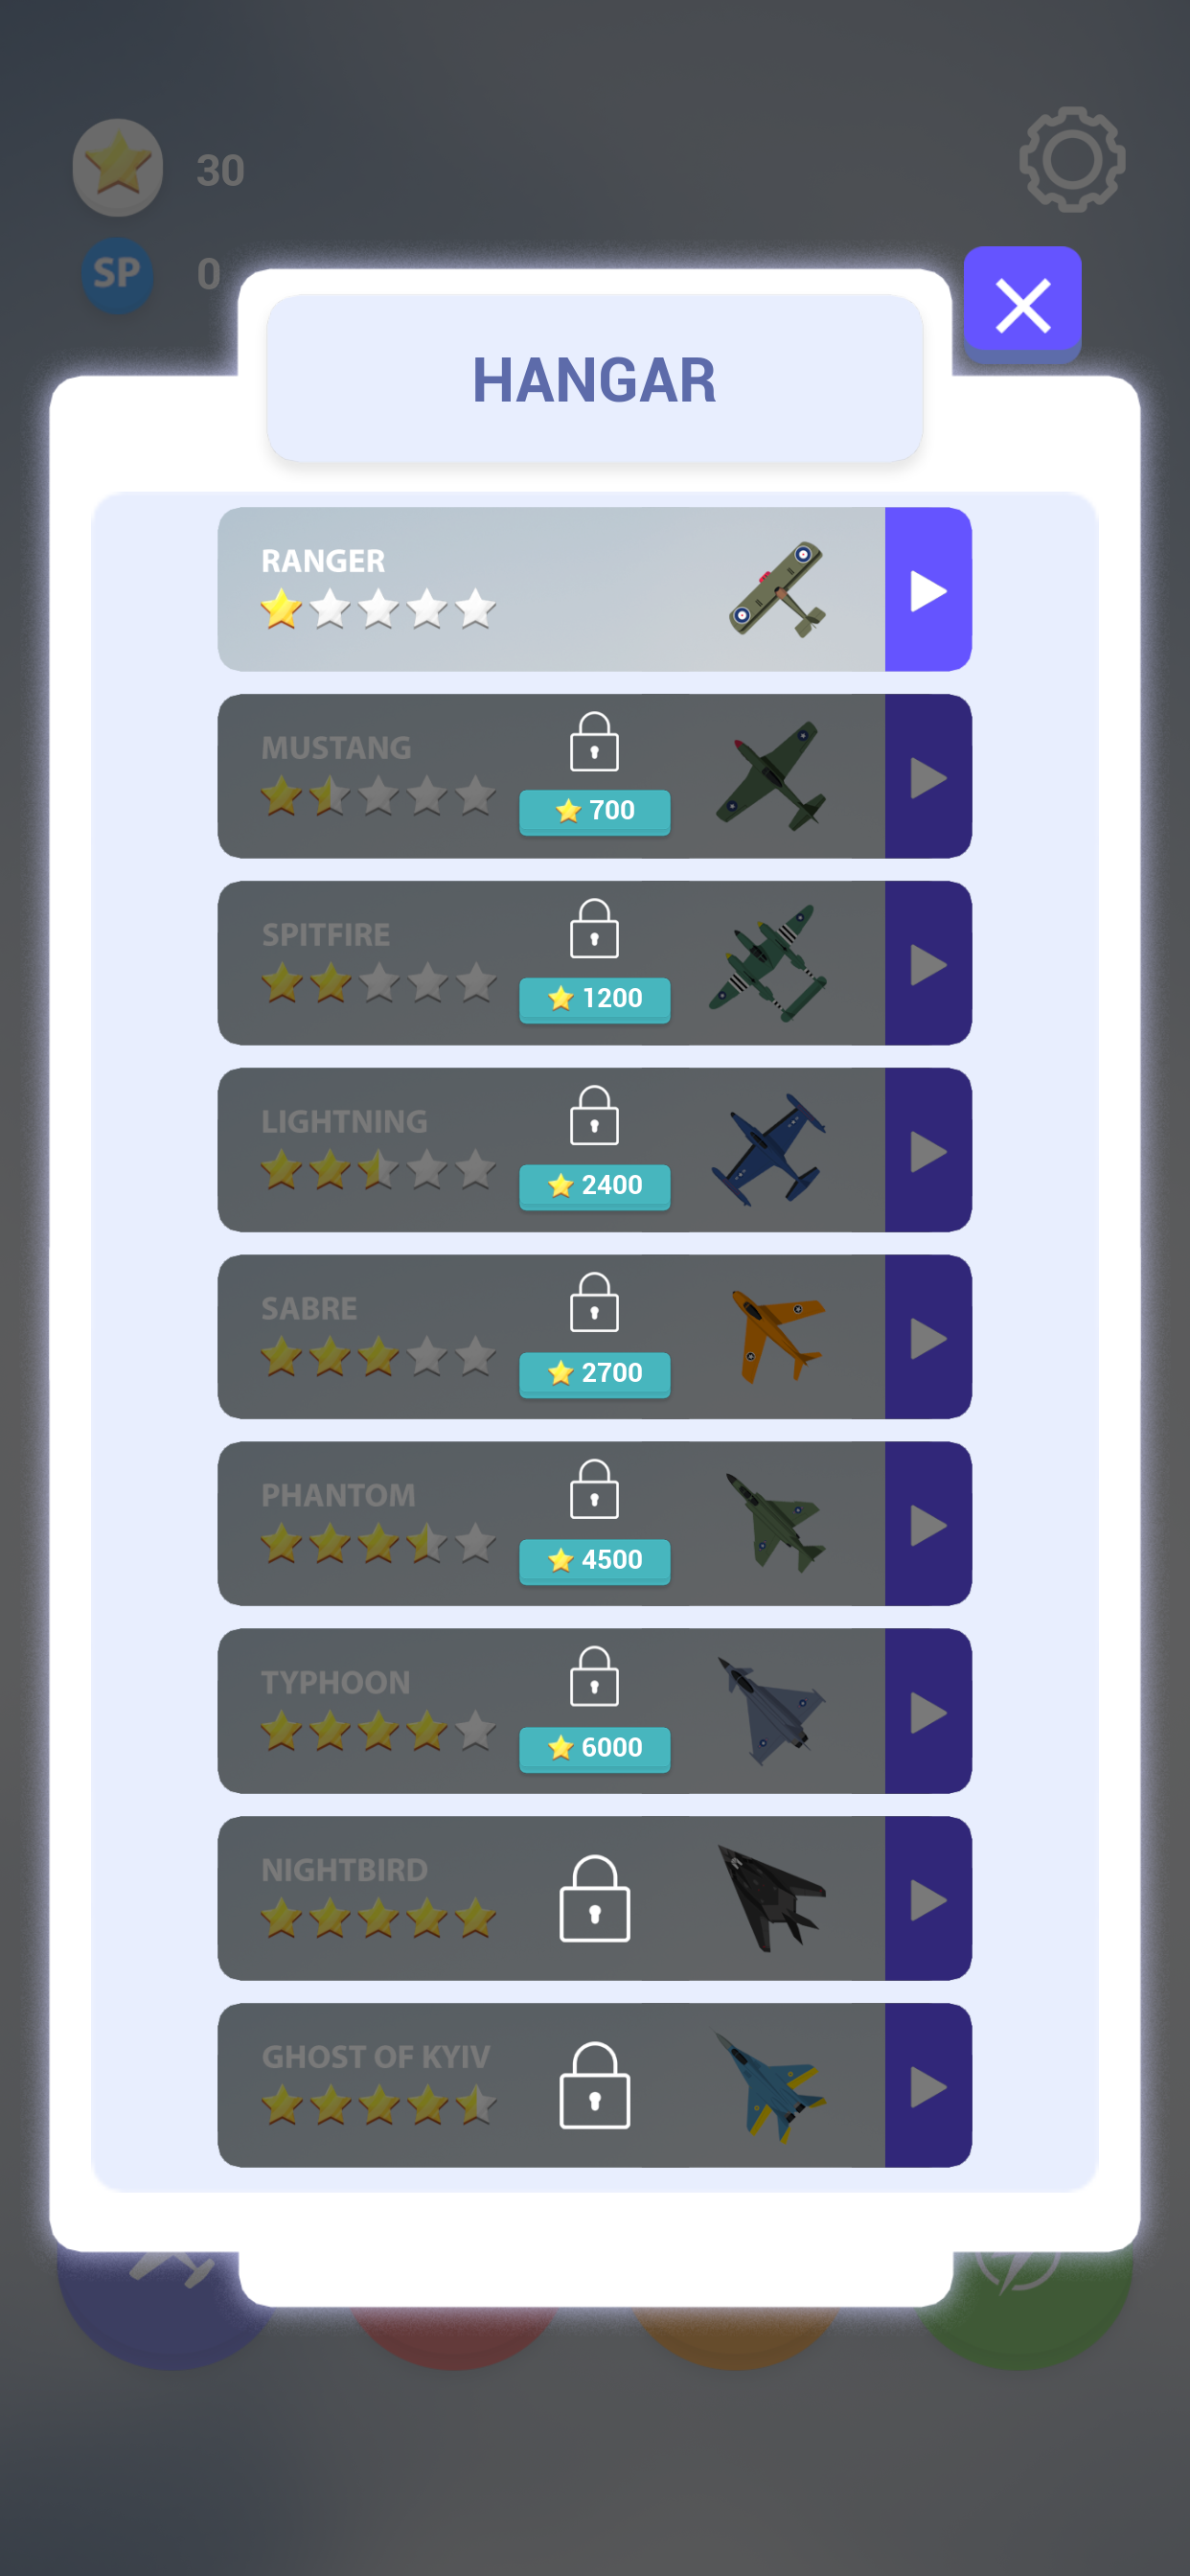 30
SP 0
HANGAR
RANGER
MUSTANG
700
SPITFIRE
1200
LIGHTNING
2400
SABRE
2700
PHANTOM
4500
TYPHOON
6000
NIGHTBIRD
GHOST OF KYIV